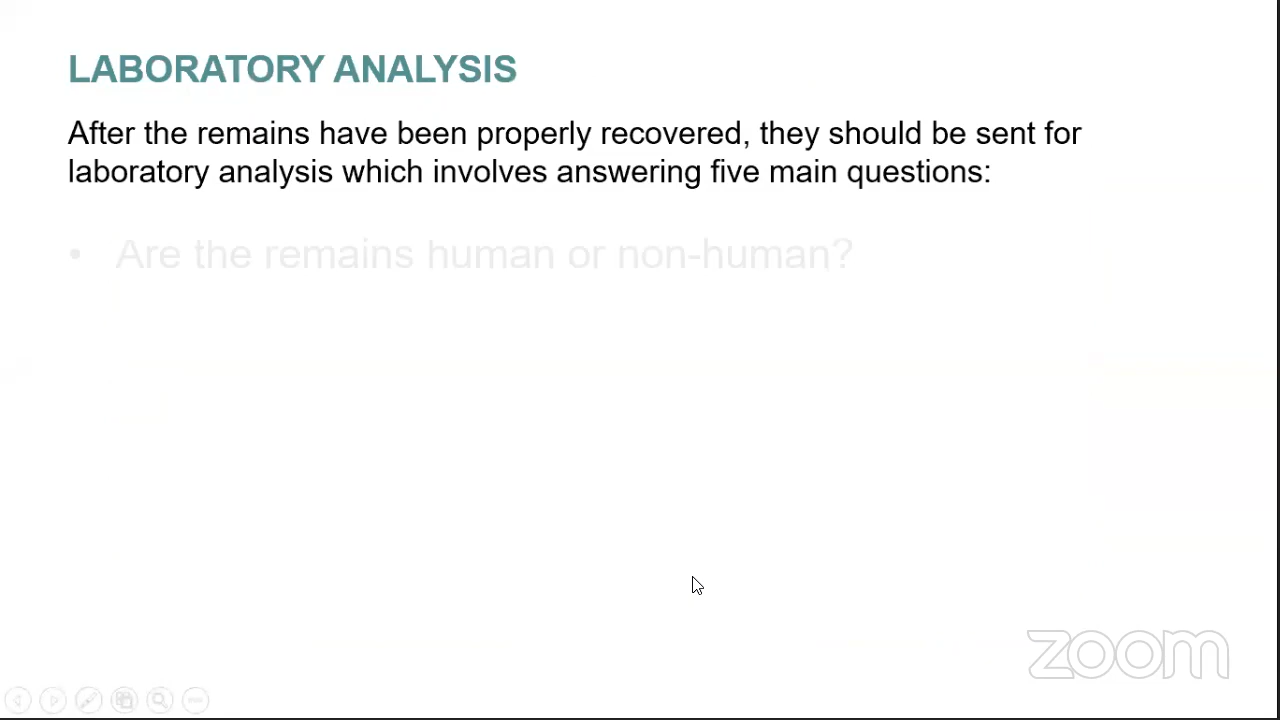 LABORATORY ANALYSIS
After the remains have been properly recovered, they should be sent for
laboratory analysis which involves answering five main questions:
• Are the remains human or non-human?
zoom